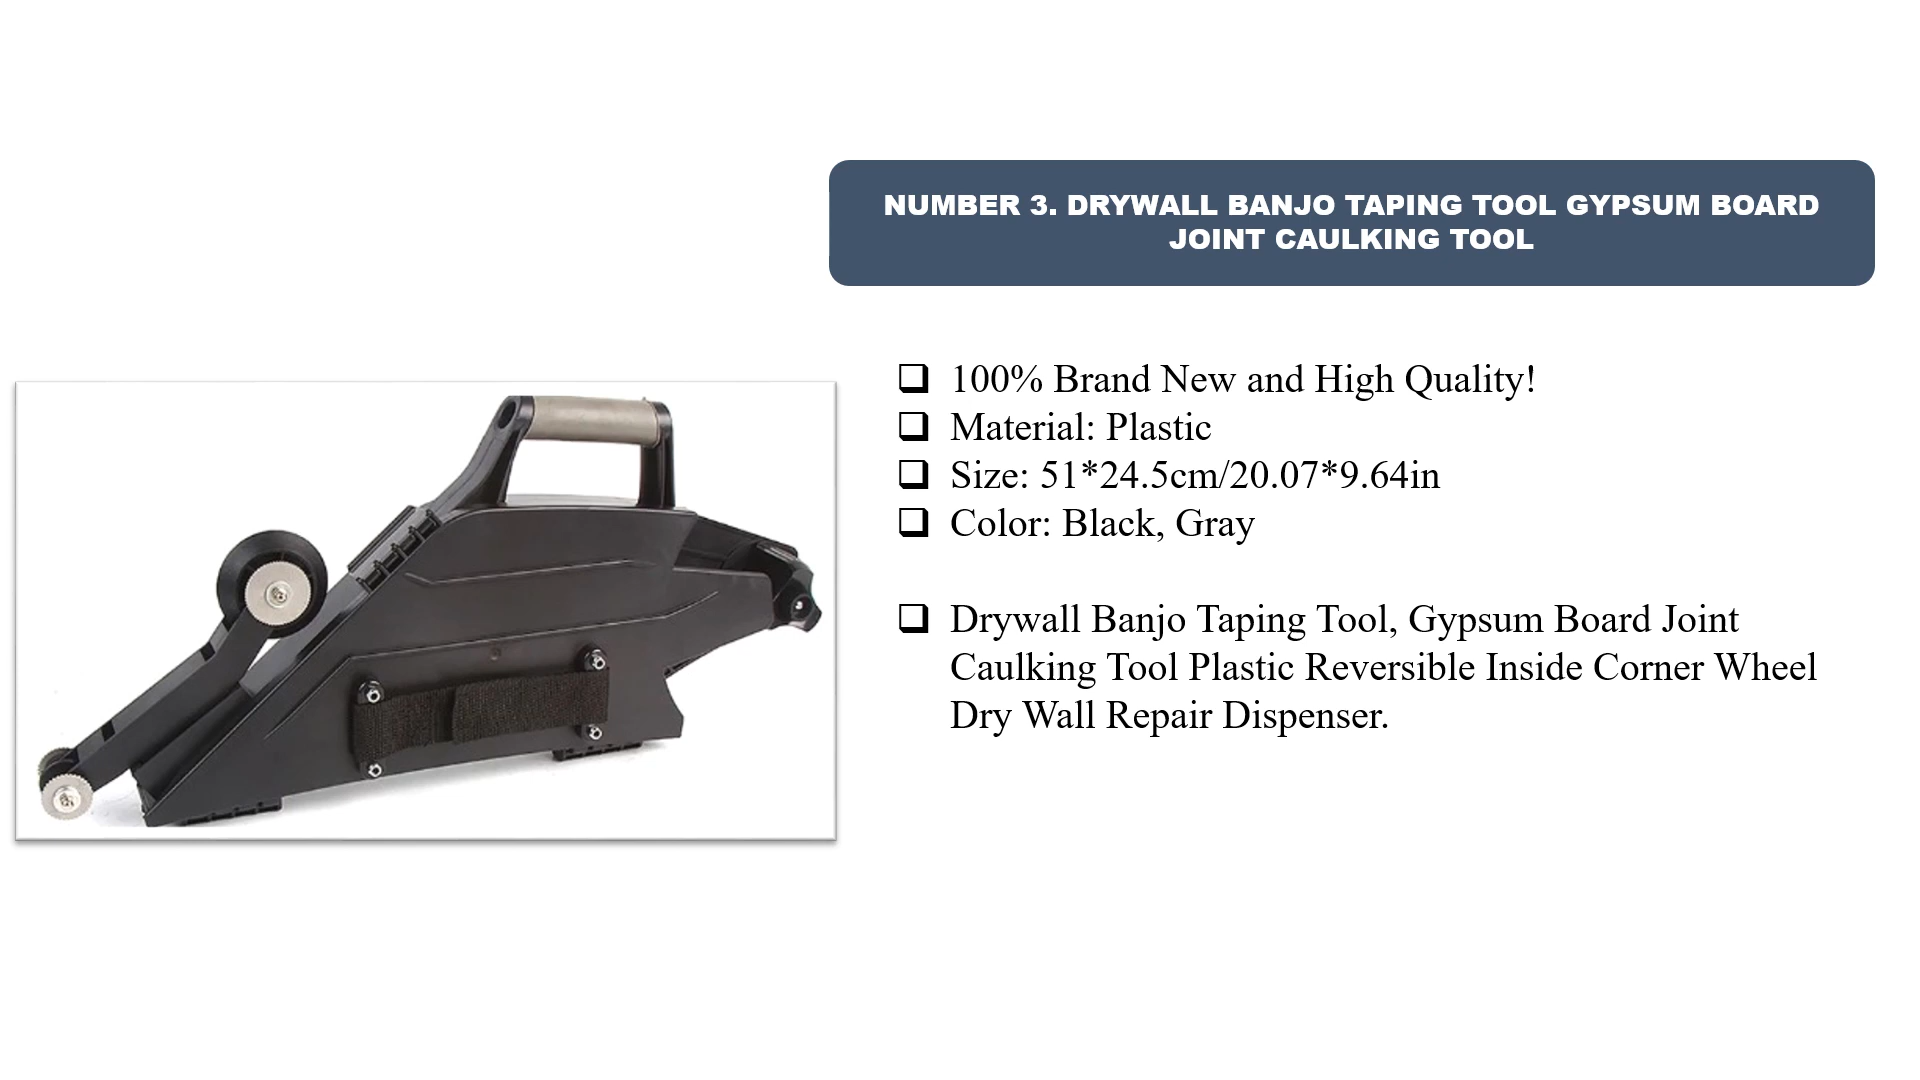 NUMBER 3. DRYWALL BANJO TAPING TOOL GYPSUM BOARD
JOINT CAULKING TOOL
100% Brand New and High Quality!
Material: Plastic
Size: 51*24.5cm/20.07*9.64in
Color: Black, Gray
Drywall Banjo Taping Tool, Gypsum Board Joint
Caulking Tool Plastic Reversible Inside Corner Wheel
Dry Wall Repair Dispenser.